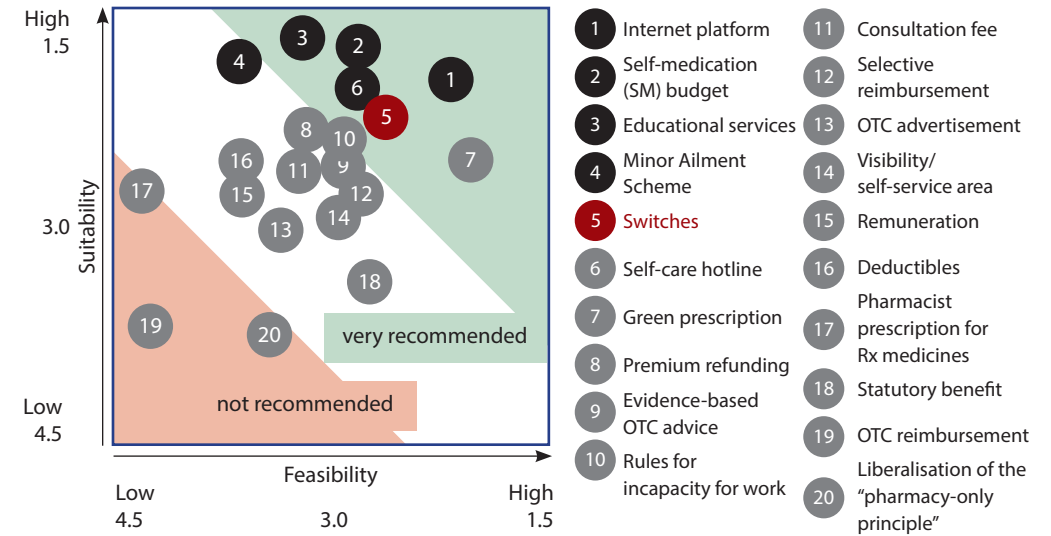 High
1.5
3.0
Suitability
Low
4.5
3
2
4
1
6
5
8
10
7
16
9
11
17
15
12
14
13
18
19
20
very recommended
not recommended
Feasibility
Low
High
4.5
3.0
1.5
1 Internet platform
2 Self-medication
(SM) budget
3 Educational services
4 Minor Ailment
Scheme
5 Switches
6 Self-care hotline
7 Green prescription
8 Premium refunding
9 Evidence-based
OTC advice
10 Rules for
incapacity for work
11 Consultation fee
12 Selective
reimbursement
13 OTC advertisement
14 Visibility/
self-service area
15 Remuneration
16 Deductibles
17 Pharmacist
prescription for
Rx medicines
18 Statutory benefit
19 OTC reimbursement
20 Liberalisation of the
“pharmacy-only
principle”